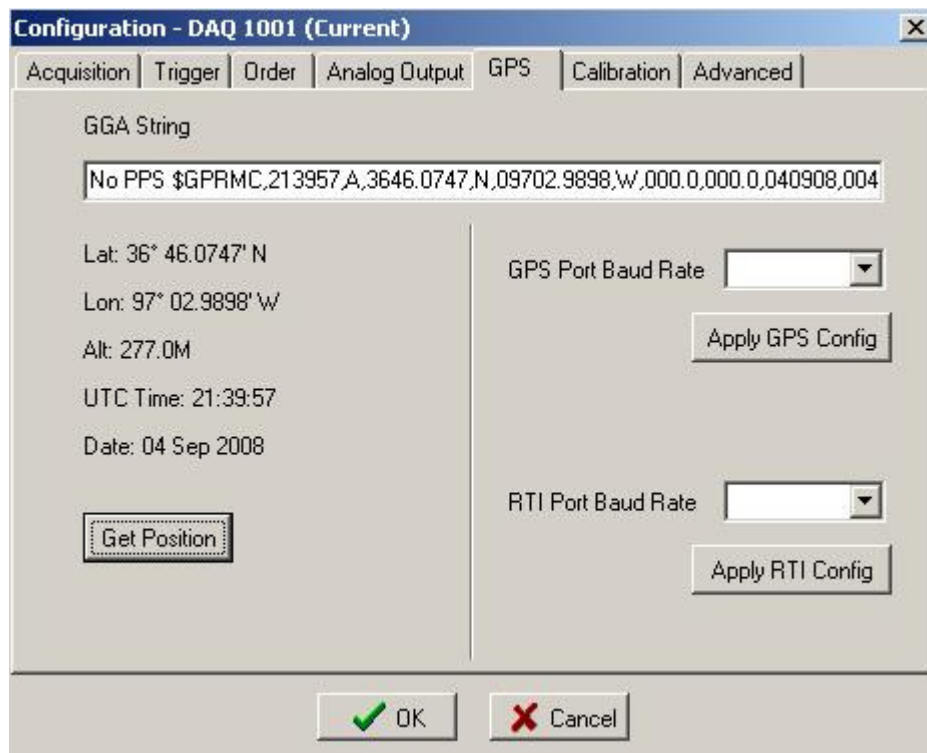 Configuration - DAQ 1001 (Current)
Acquisition Trigger Order Analog Output GPS Calibration Advanced
GGA String
No PPS $GPRMC,213957,A,3646.0747,N,09702.9898,W,000.0,000.0,040908,004
Lat: 36° 46.0747' N
Lon: 97° 02.9898' W
Alt: 277.0M
UTC Time: 21:39:57
Date: 04 Sep 2008
Get Position
GPS Port Baud Rate
Apply GPS Config
RTI Port Baud Rate
Apply RTI Config
OK Cancel